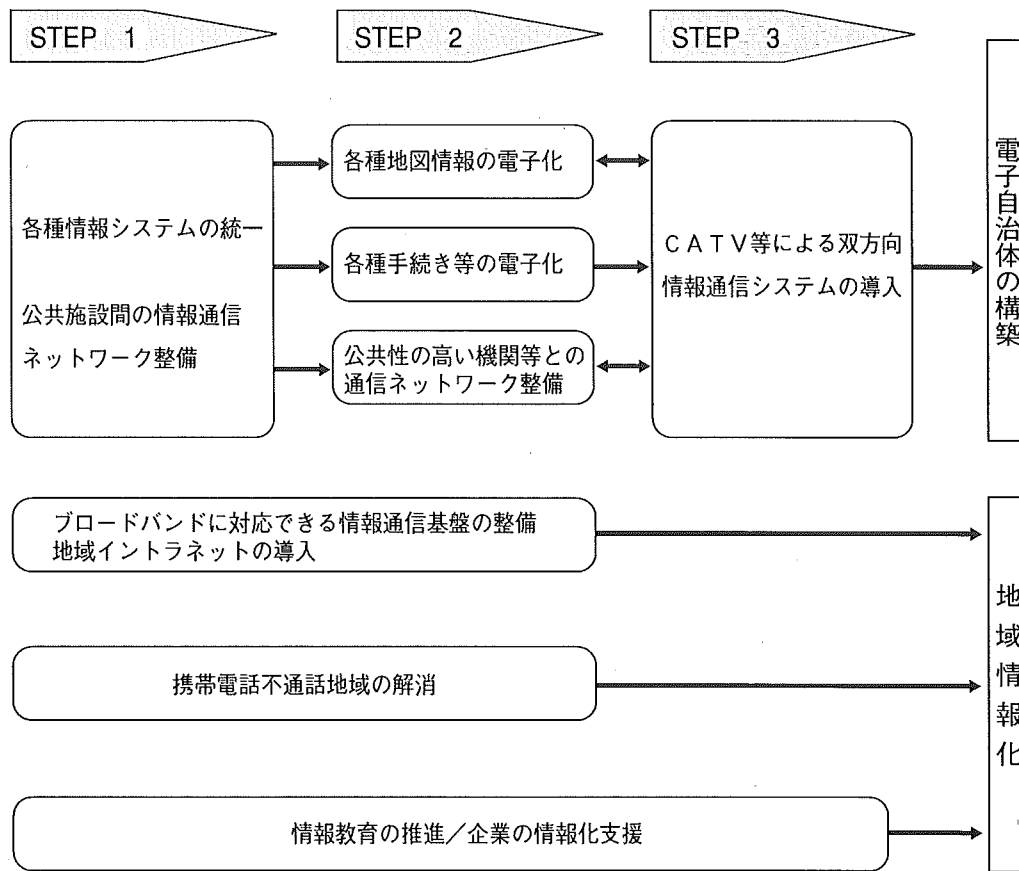 STEP 1
STEP 2
STEP 3
各種情報システムの統一
公共施設間の情報通信
ネットワーク整備
各種地図情報の電子化
各種手続き等の電子化
公共性の高い機関等との
通信ネットワーク整備
CATV等による双方向
情報通信システムの導入
電子自治体の構築
ブロードバンドに対応できる情報通信基盤の整備
地域イントラネットの導入
携帯電話不通話地域の解消
情報教育の推進／企業の情報化支援
地域情報化